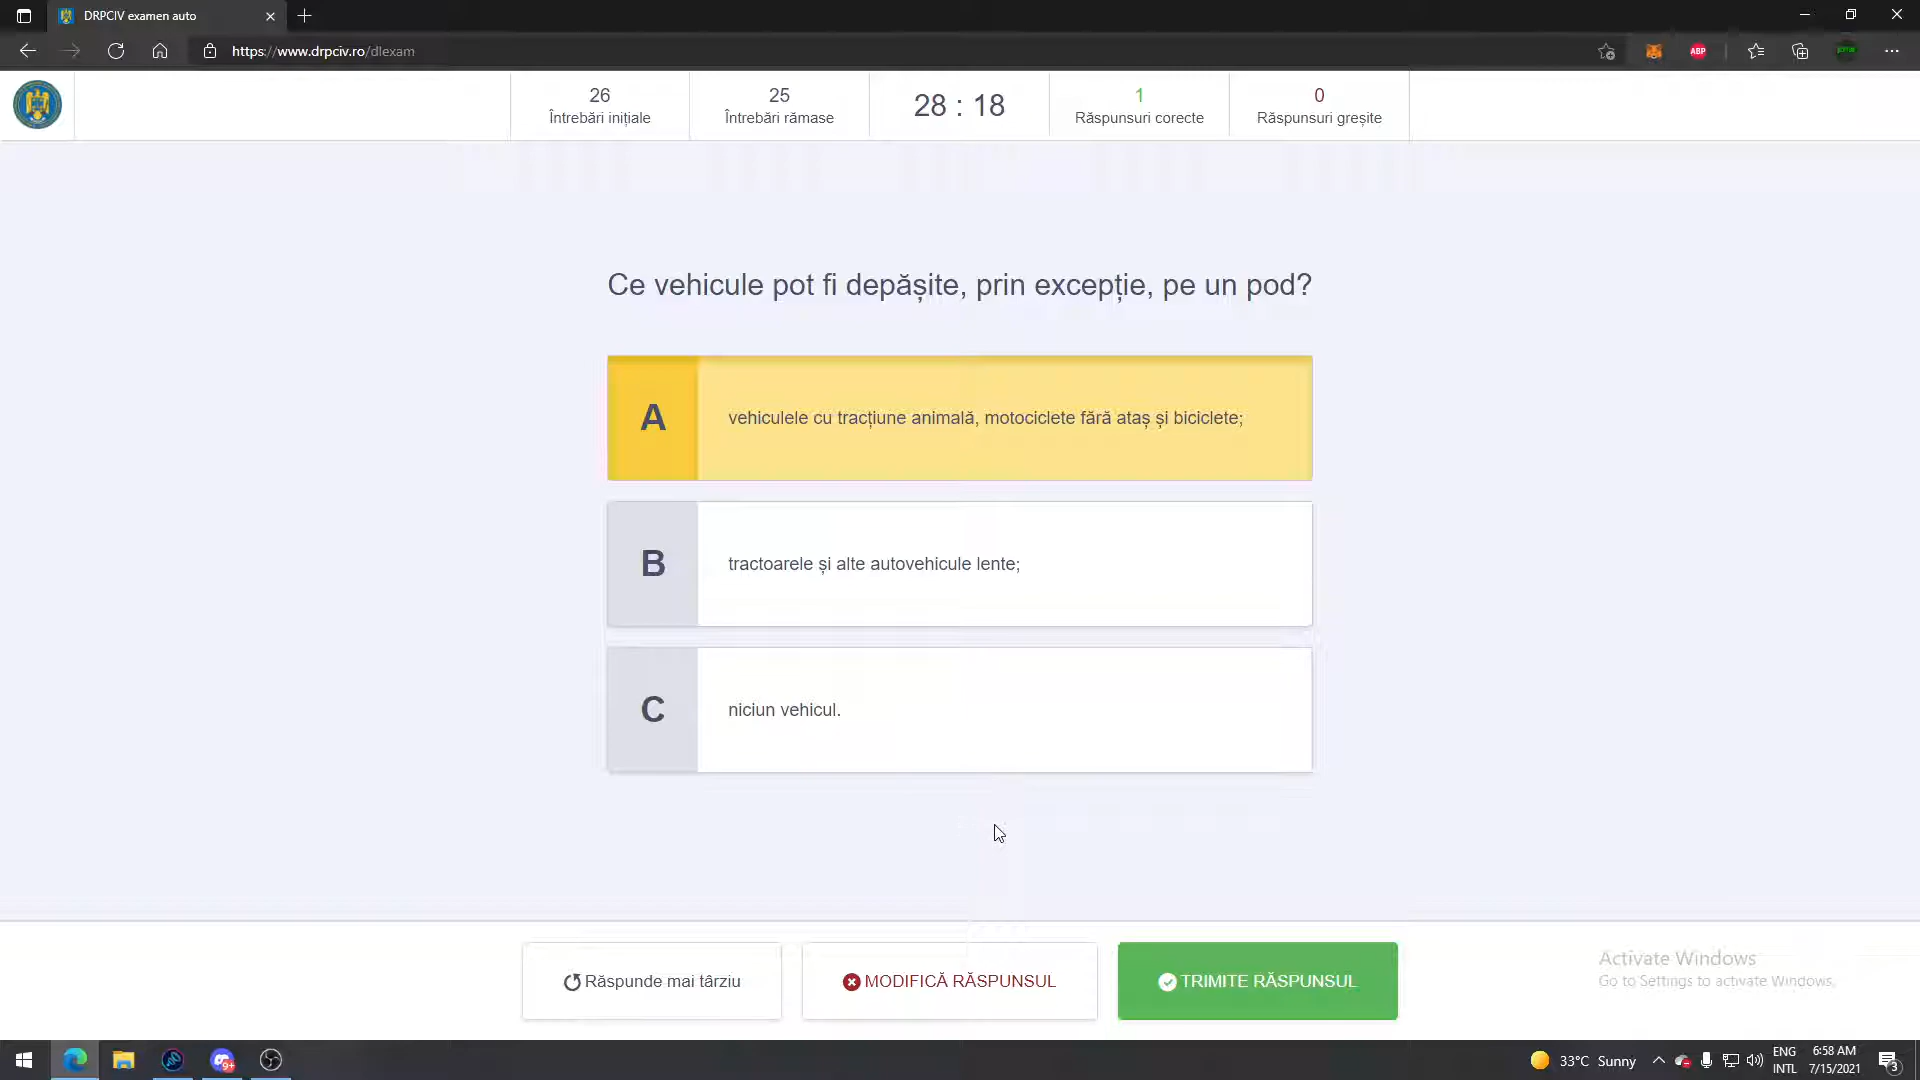 DRPCIV examen auto
https://www.drpciv.ro/dlexam
ABP
26
Întrebări inițiale
25
Întrebări rămase
28 : 18
1
Răspunsuri corecte
0
Răspunsuri greșite
Ce vehicule pot fi depășite, prin excepție, pe un pod?
A
vehiculele cu tracțiune animală, motociclete fără ataș și biciclete;
B
tractoarele și alte autovehicule lente;
C
niciun vehicul.
Răspunde mai târziu
MODIFICĂ RĂSPUNSUL
TRIMITE RĂSPUNSUL
Activate Windows
Go to Settings to activate Windows.
9+
33°C Sunny
ENG
INTL
6:58 AM
7/15/2021
3